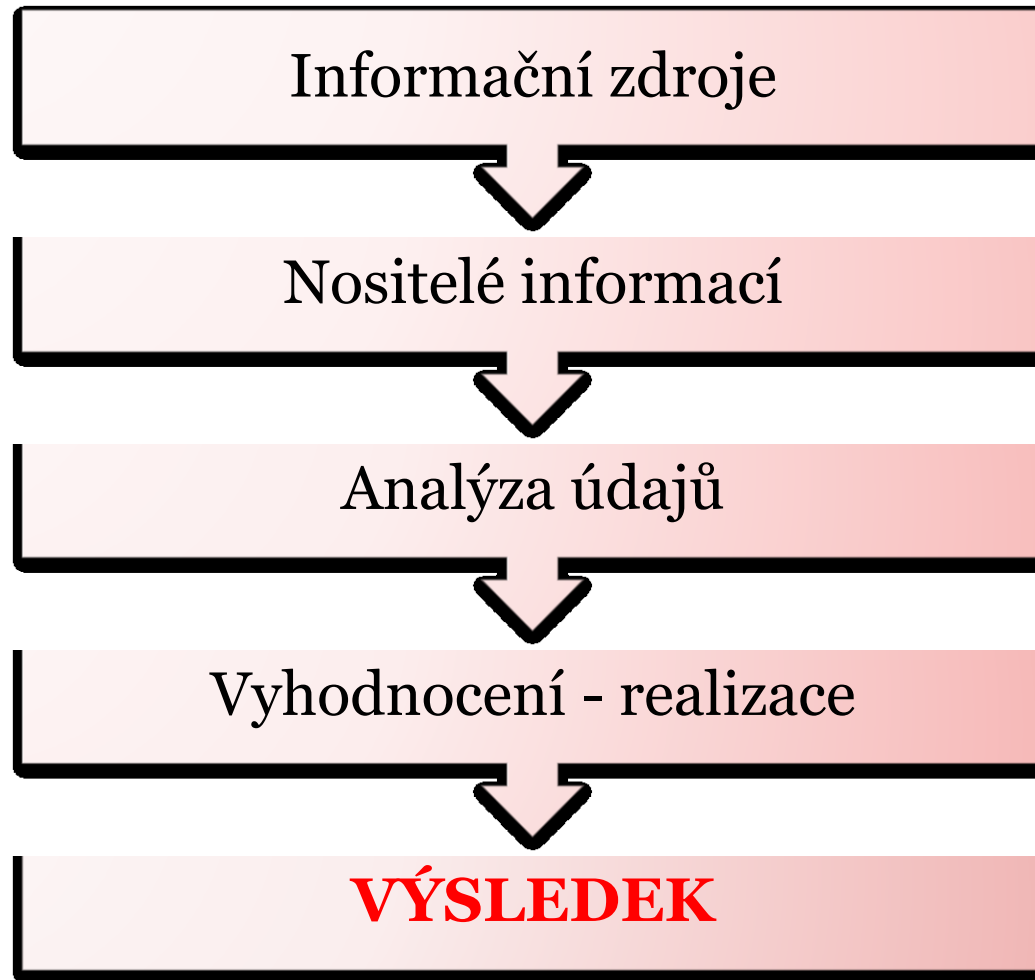 Informační zdroje
Nositelé informací
Analýza údajů
Vyhodnocení - realizace
VÝSLEDEK